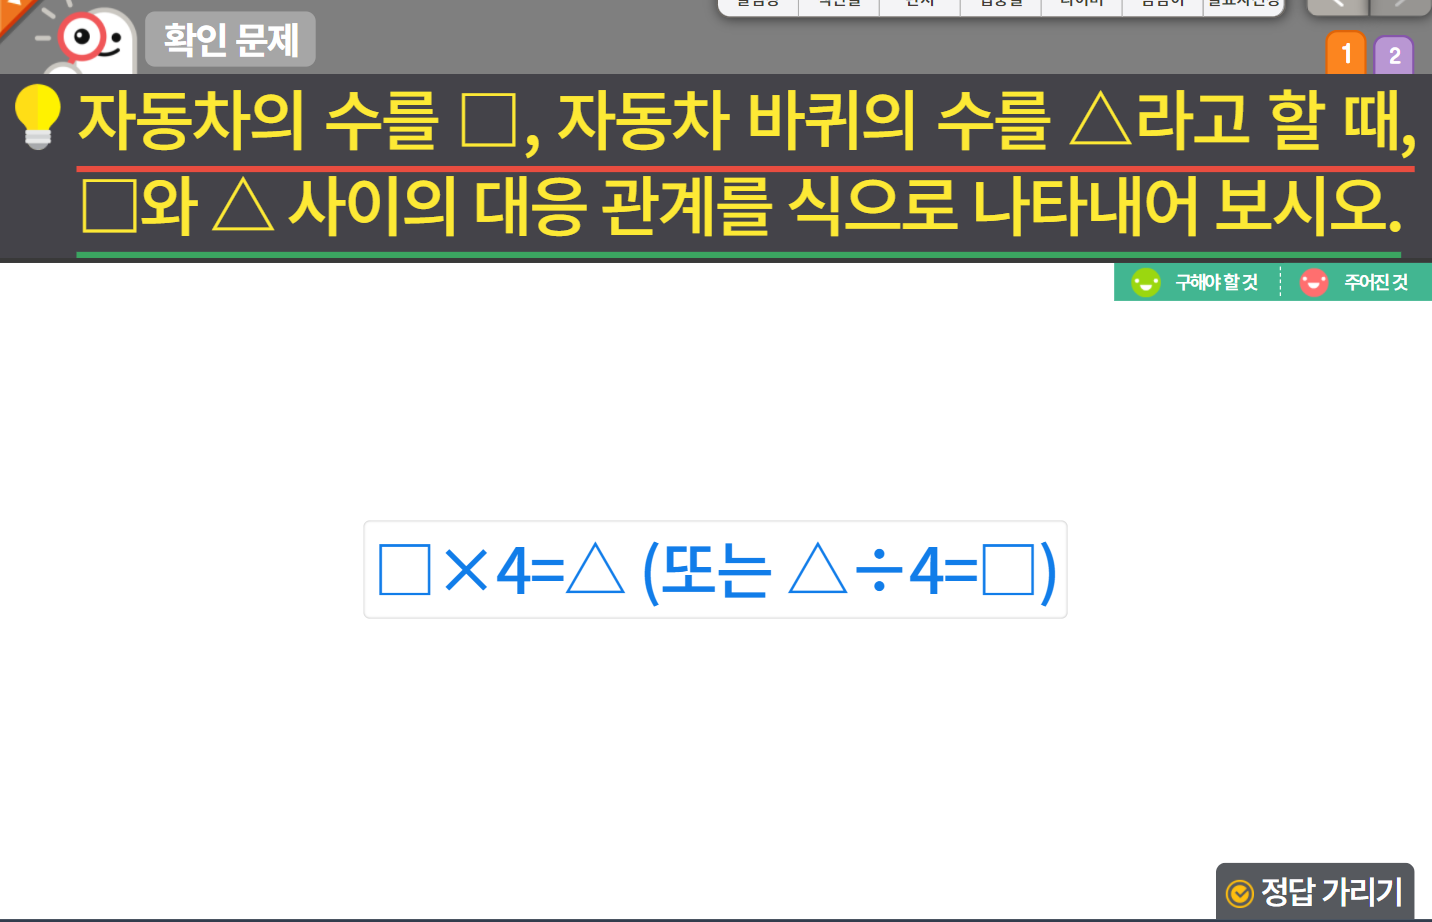 확인 문제
1
2
자동차의 수를 □, 자동차 바퀴의 수를 △라고 할 때,
□와 △ 사이의 대응 관계를 식으로 나타내어 보시오.
구해야 할 것
주어진 것
□×4=△ (또는 △÷4=□)
정답 가리기